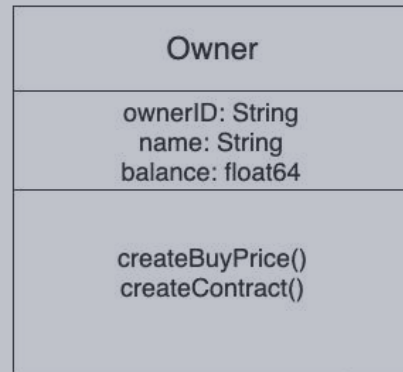 Owner
ownerID: String
name: String
balance: float64
createBuyPrice()
createContract()